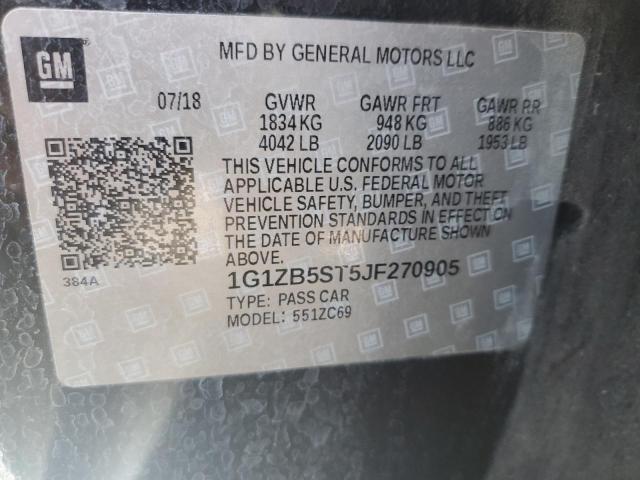 GM
MFD BY GENERAL MOTORS LLC
07/18 GVWR GAWR FRT GAWR RR
1834 KG 948 KG 886 KG
4042 LB 2090 LB 1953 LB
THIS VEHICLE CONFORMS TO ALL
APPLICABLE U.S. FEDERAL MOTOR
VEHICLE SAFETY, BUMPER, AND THEFT
PREVENTION STANDARDS IN EFFECT ON
THE DATE OF MANUFACTURE SHOWN
ABOVE.
384A
1G1ZB5ST5JF270905
TYPE: PASS CAR
MODEL: 551ZC69